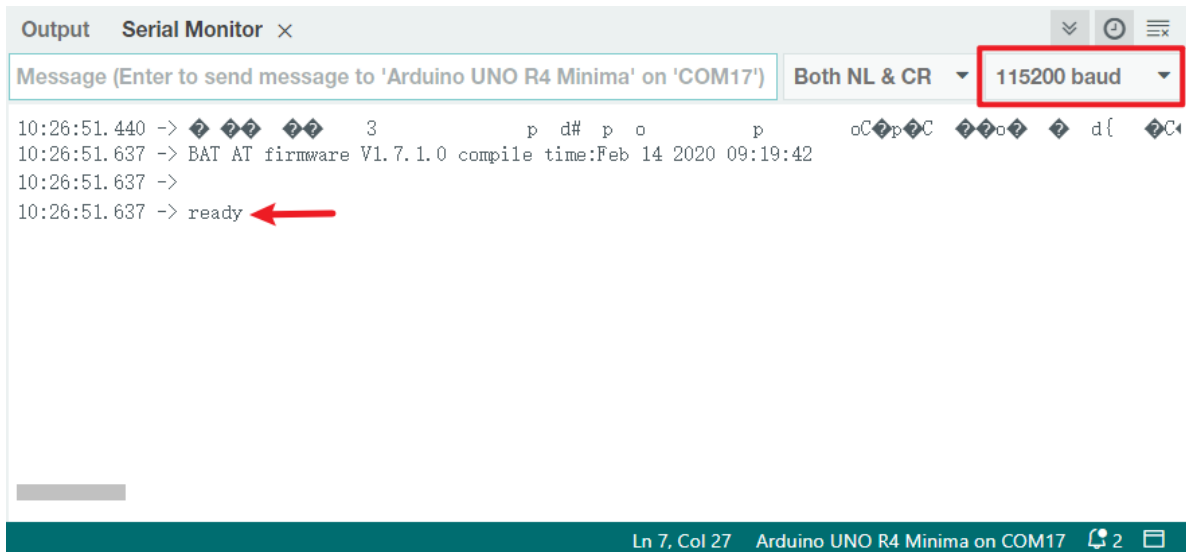 Output Serial Monitor ×
Message (Enter to send message to 'Arduino UNO R4 Minima' on 'COM17') Both NL & CR 115200 baud
10:26:51.440 -> � �� �� 3 p d# p o p oC�p�C ��o� � d{ �C
10:26:51.637 -> BAT AT firmware V1.7.1.0 compile time:Feb 14 2020 09:19:42
10:26:51.637 ->
10:26:51.637 -> ready
Ln 7, Col 27 Arduino UNO R4 Minima on COM17 2